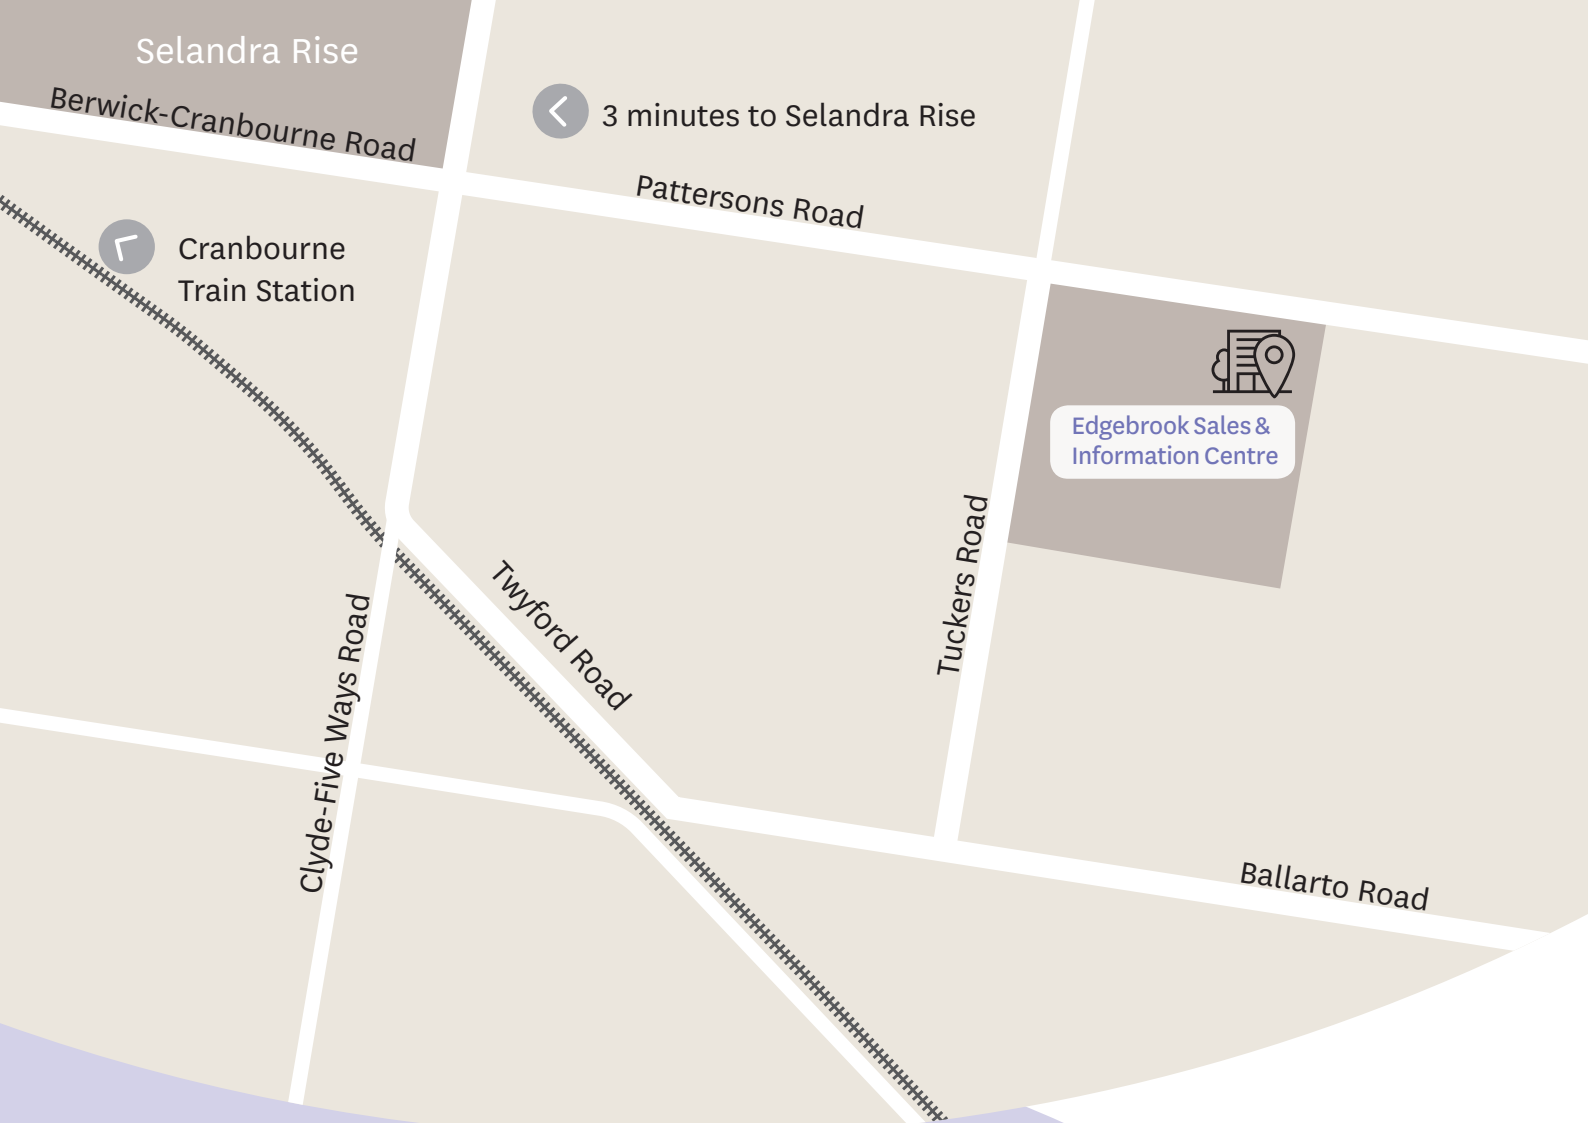 Selandra Rise
Berwick-Cranbourne Road
3 minutes to Selandra Rise
Pattersons Road
Cranbourne
Train Station
Edgebrook Sales &
Information Centre
Tuckers Road
Twyford Road
Clyde-Five Ways Road
Ballarto Road